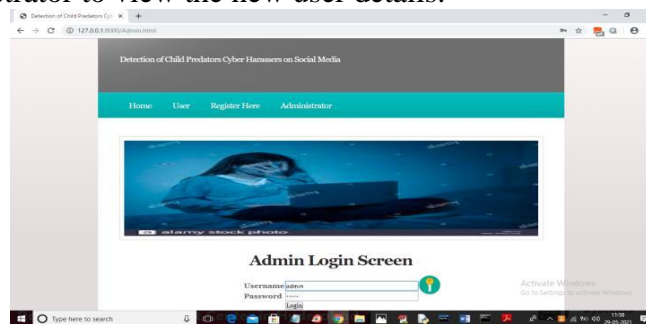 strator to view the new user details.
Detection of Child Predators Cyb
127.0.0.1:8000/Admin.html
Detection of Child Predators Cyber Harassers on Social Media
Home User Register Here Administrator
alamy
alamy stock photo
Admin Login Screen
Username admin
Password •••••
Login
Activate Windows
Go to Settings to activate Windows.
Type here to search
11:58
29-05-2021